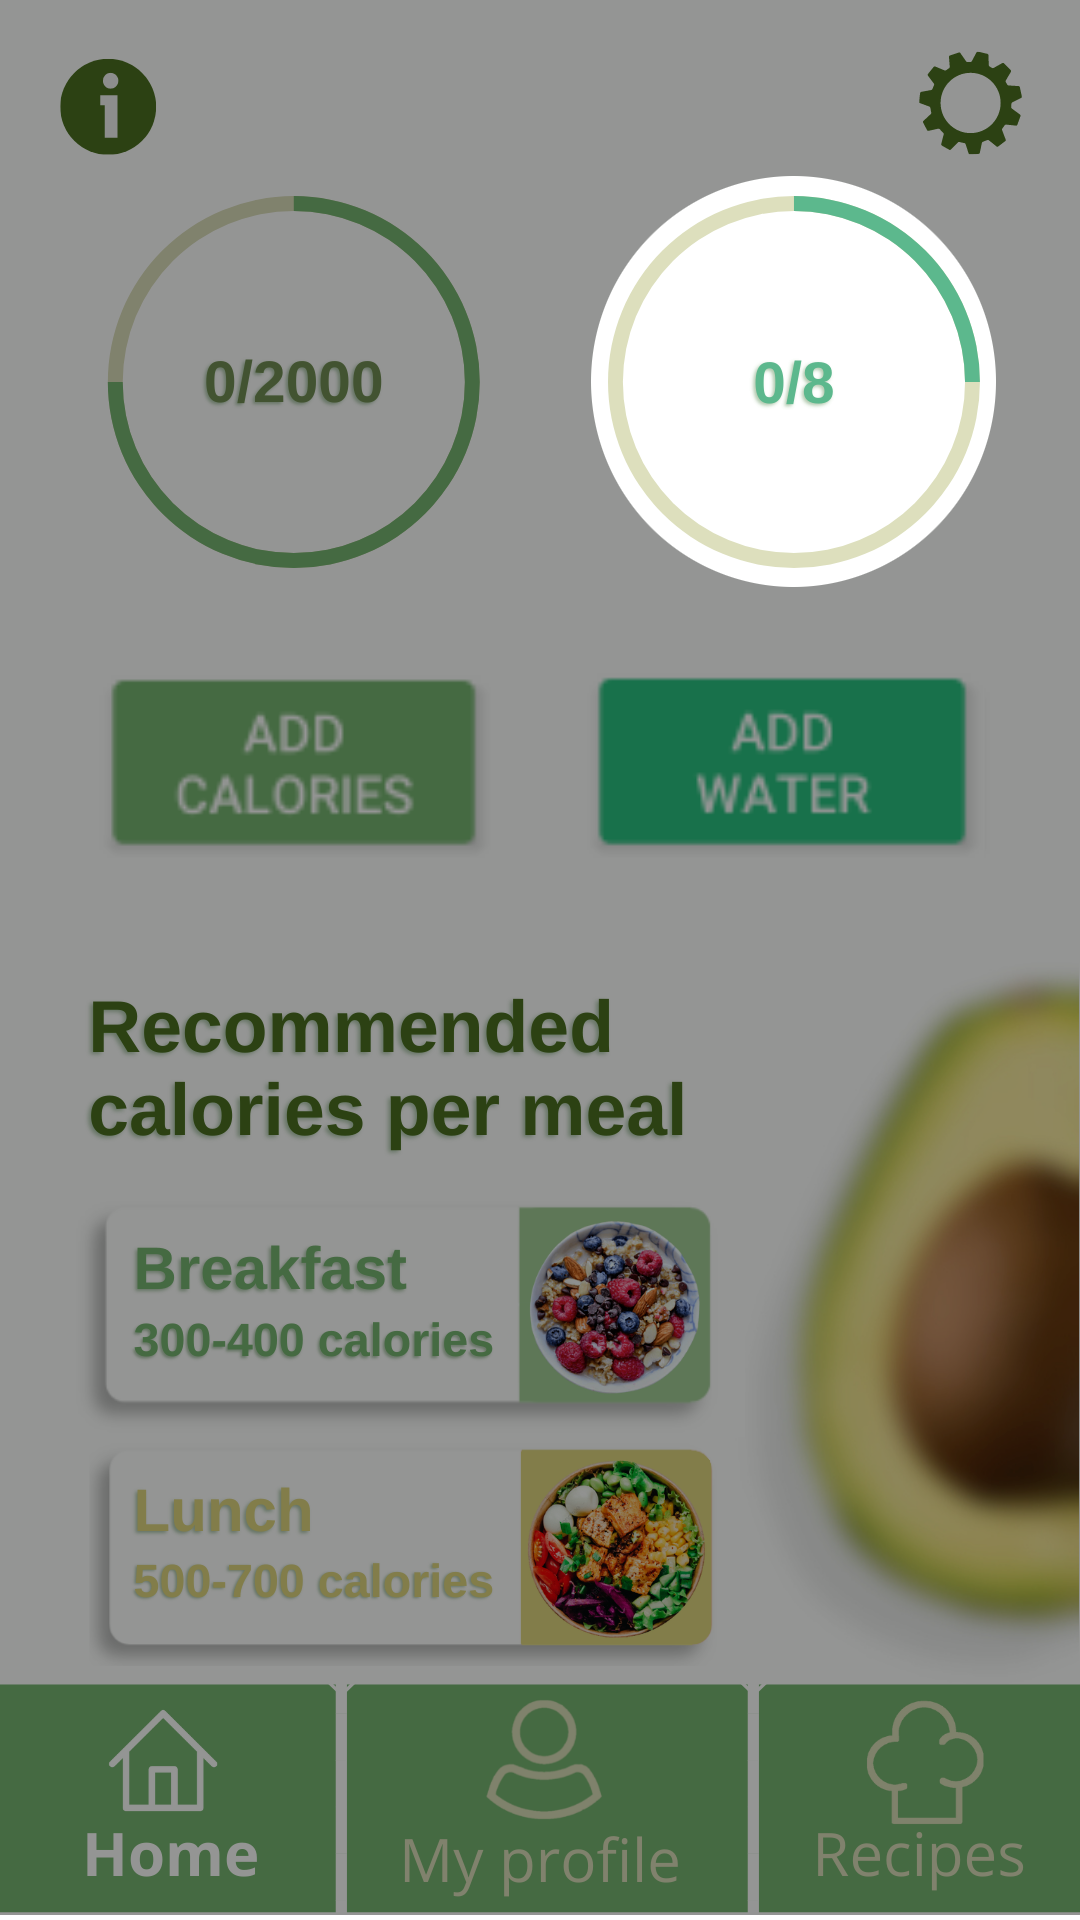 i
0/2000
0/8
ADD
CALORIES
ADD
WATER
Recommended
calories per meal
Breakfast
300-400 calories
Lunch
500-700 calories
Home
My profile
Recipes